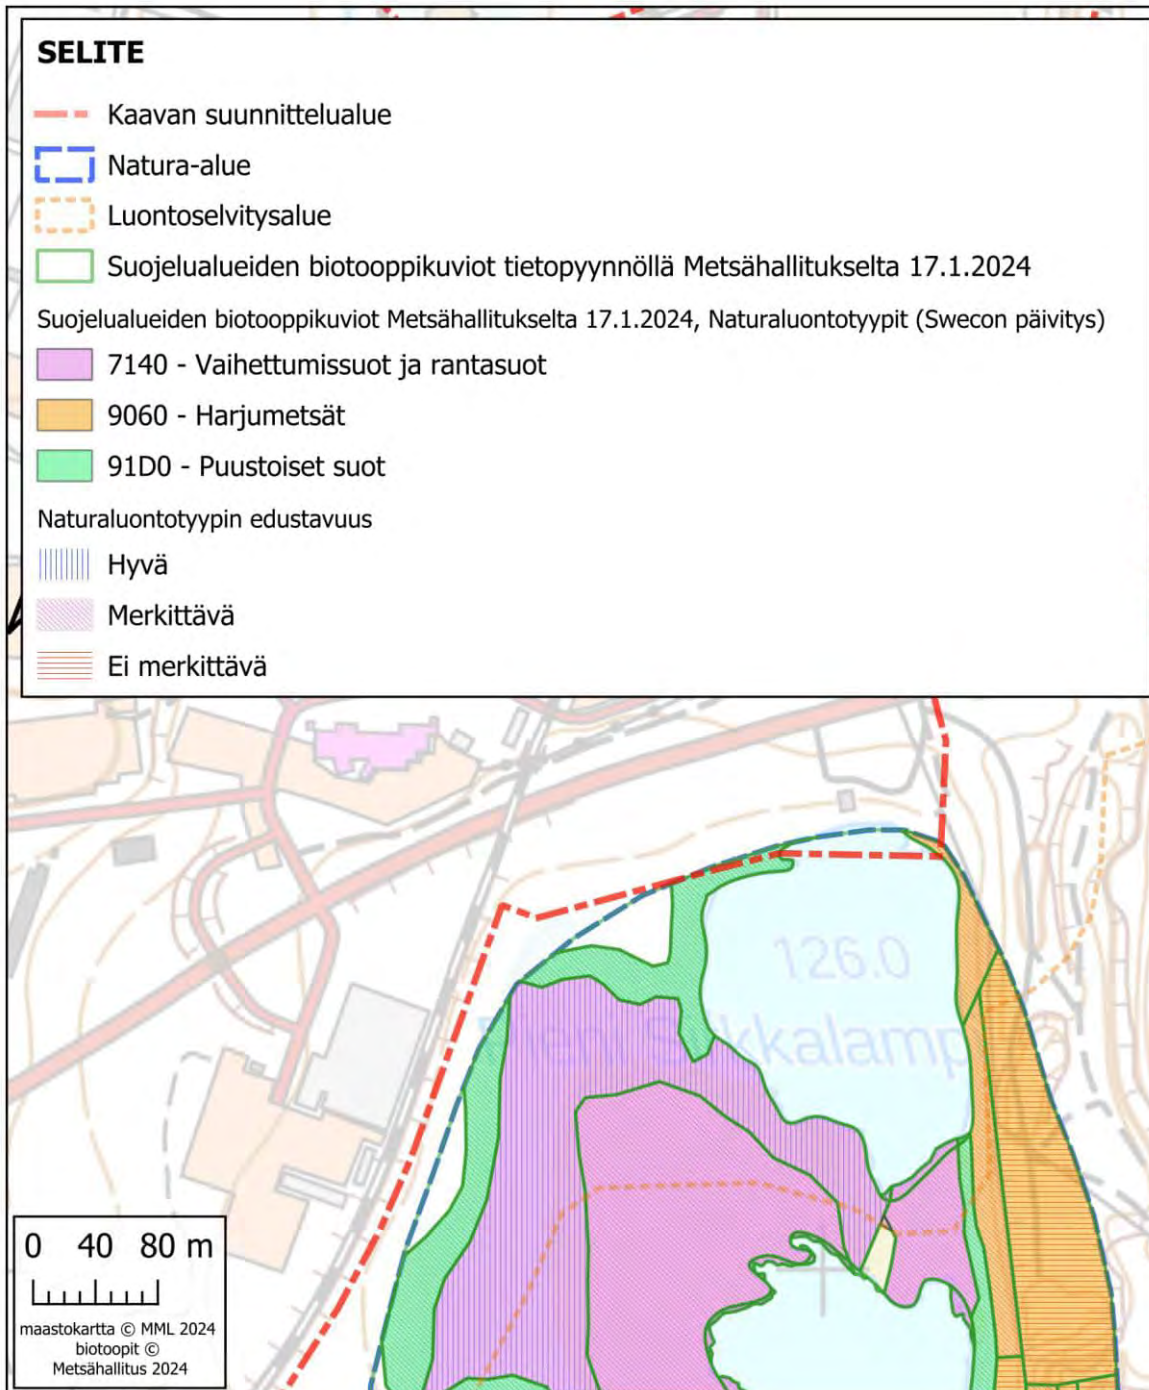 SELITE
Kaavan suunnittelualue
Natura-alue
Luontoselvitysalue
Suojelualueiden biotooppikuviot tietopyynnöllä Metsähallitukselta 17.1.2024
Suojelualueiden biotooppikuviot Metsähallitukselta 17.1.2024, Naturaluontotyypit (Swecon päivitys)
7140 - Vaihettumissuot ja rantasuot
9060 - Harjumetsät
91D0 - Puustoiset suot
Naturaluontotyypin edustavuus
Hyvä
Merkittävä
Ei merkittävä
126.0
Pieni
0 40 80 m
maastokartta © MML 2024
biotoopit ©
Metsähallitus 2024